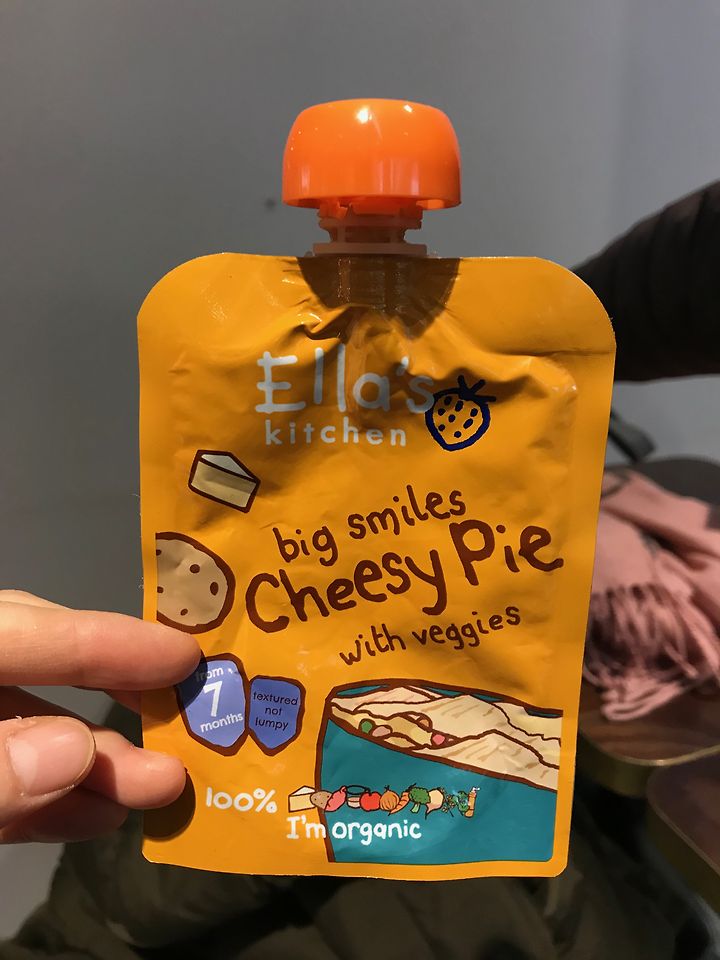 Ella's
kitchen
big smiles
Cheesy Pie
with veggies
from
7
months
textured
not
lumpy
100%
I'm organic